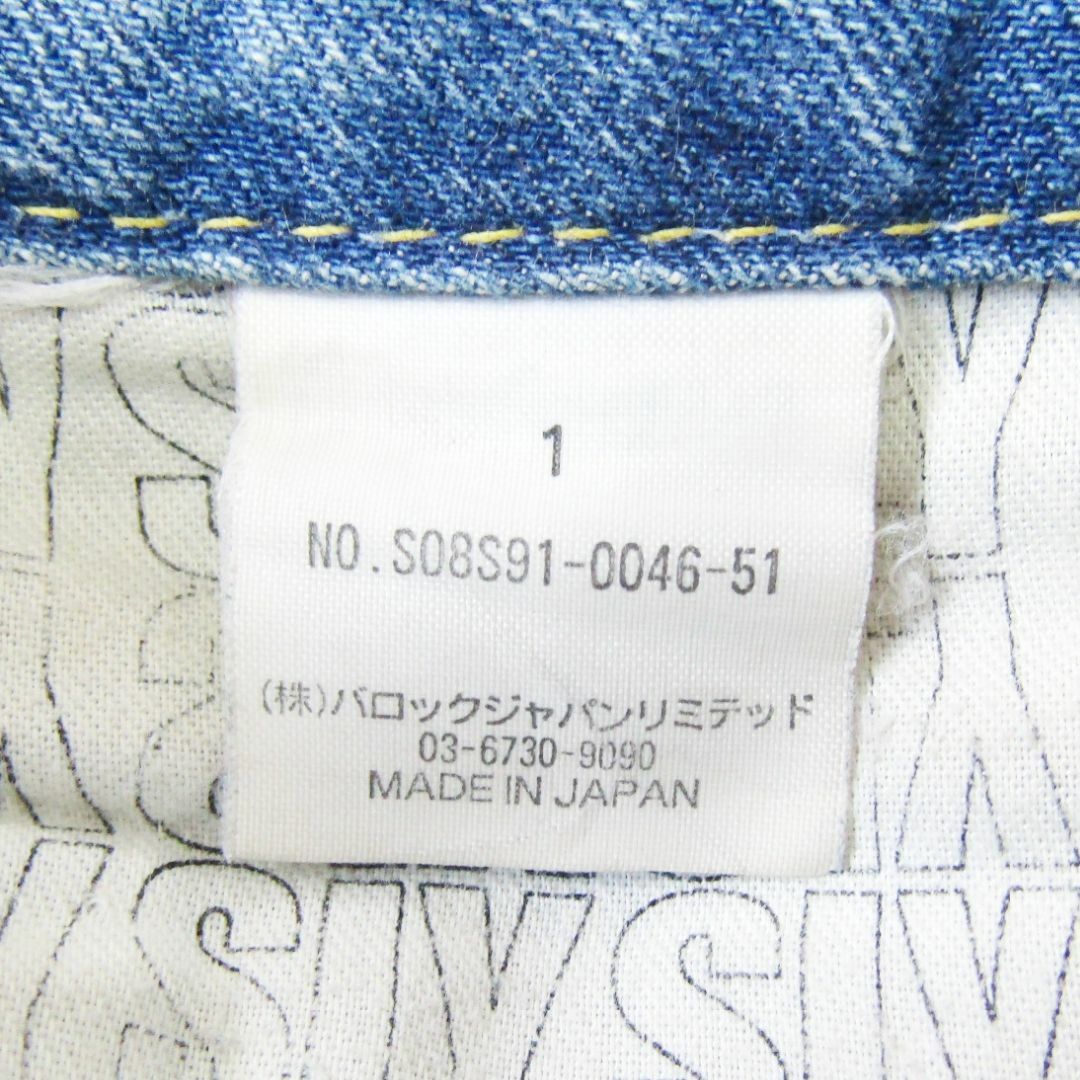 1
NO.S08S91-0046-51
(株)バロックジャパンリミテッド
03-6730-9090
MADE IN JAPAN